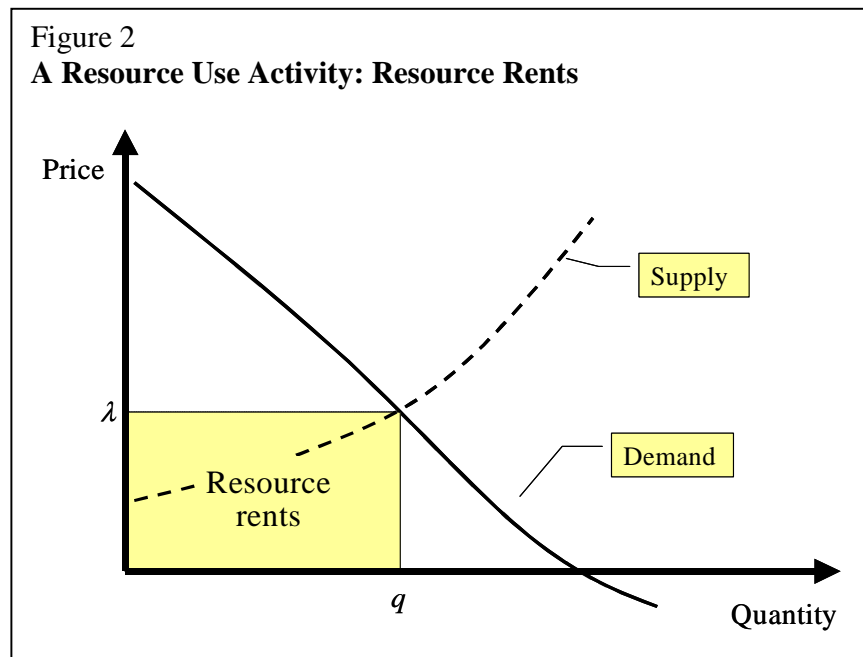 Figure 2
A Resource Use Activity: Resource Rents
Price
Supply
λ
Demand
Resource
rents
q
Quantity